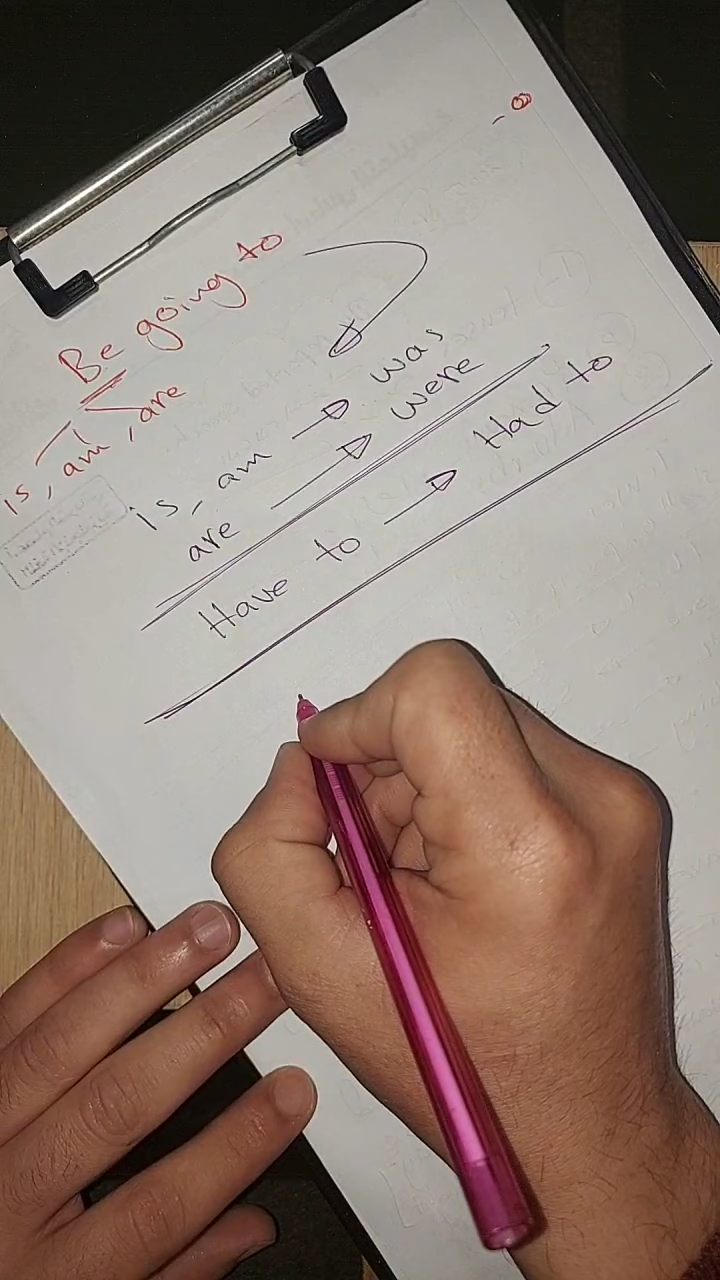 Be going to
is, am, are
is, am → was
are → were
Have to → Had to